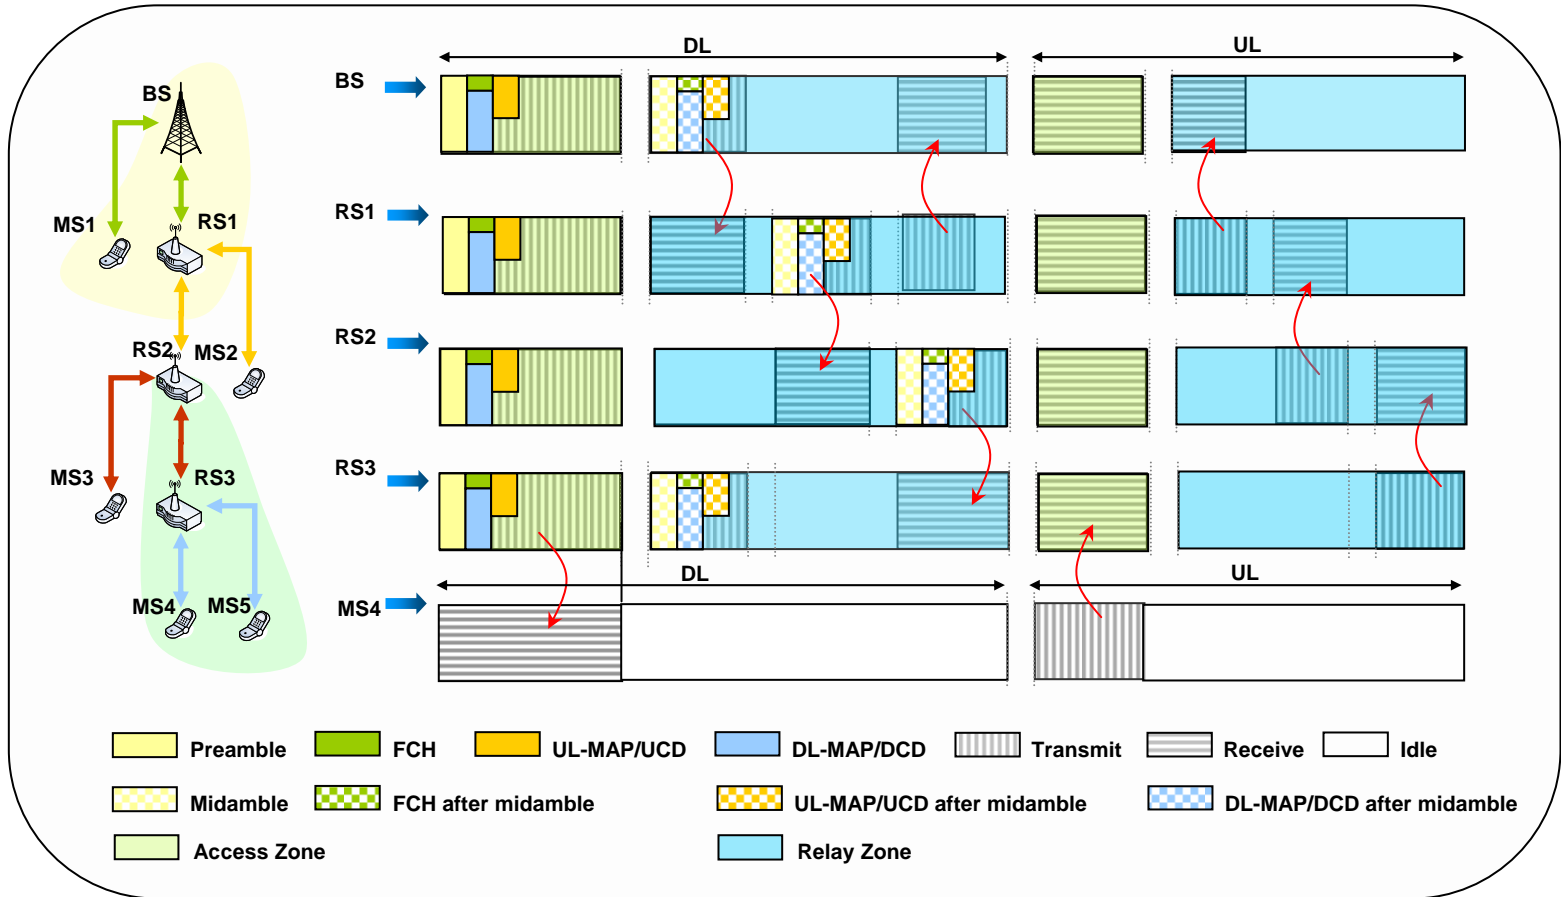 DL
UL
BS
BS
MS1
RS1
RS1
RS2
MS2
RS2
MS3
RS3
RS3
DL
UL
MS4
MS5
MS4
Preamble
FCH
UL-MAP/UCD
DL-MAP/DCD
Transmit
Receive
Idle
Midamble
FCH after midamble
UL-MAP/UCD after midamble
DL-MAP/DCD after midamble
Access Zone
Relay Zone